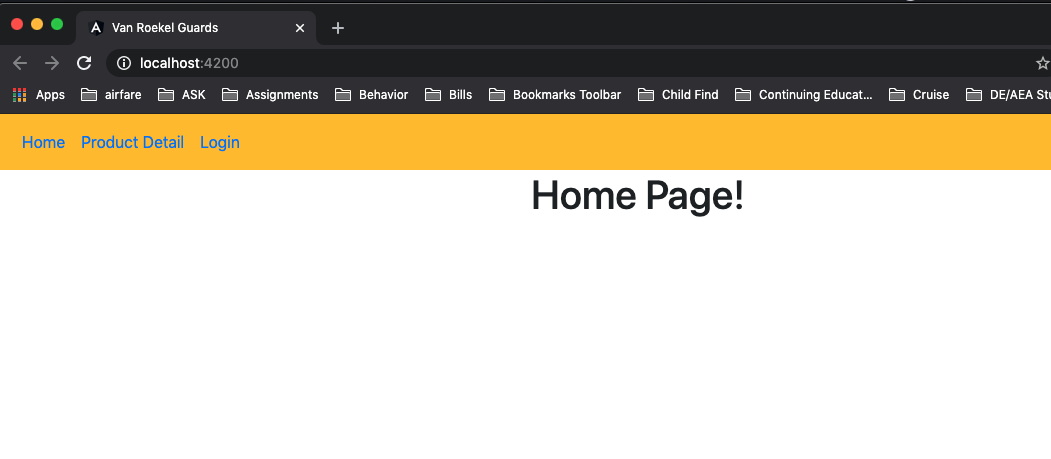 Van Roekel Guards
localhost:4200
Apps airfare ASK Assignments Behavior Bills Bookmarks Toolbar Child Find Continuing Educat... Cruise DE/AEA Stu
Home Product Detail Login
Home Page!